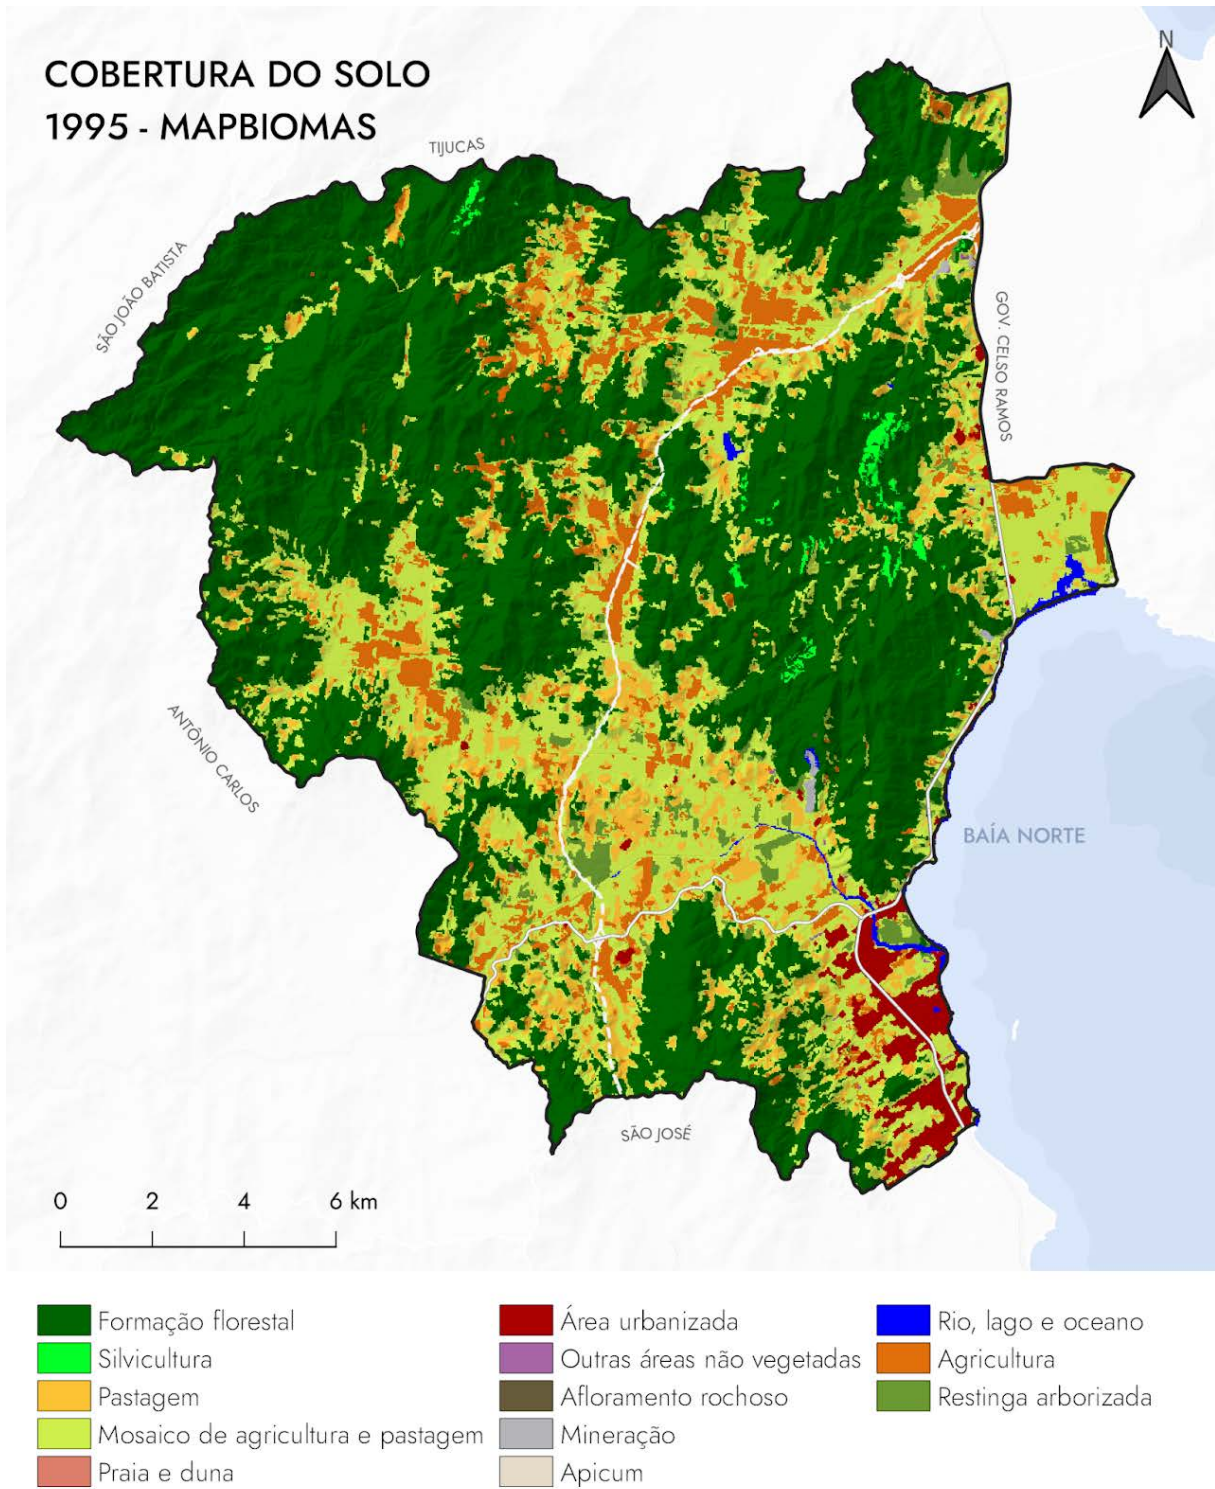 COBERTURA DO SOLO
1995 - MAPBIOMAS
N
TIJUCAS
SÃO JOÃO BATISTA
GOV. CELSO RAMOS
ANTÔNIO CARLOS
BAÍA NORTE
SÃO JOSÉ
0 2 4 6 km
Formação florestal
Silvicultura
Pastagem
Mosaico de agricultura e pastagem
Praia e duna
Área urbanizada
Outras áreas não vegetadas
Afloramento rochoso
Mineração
Apicum
Rio, lago e oceano
Agricultura
Restinga arborizada